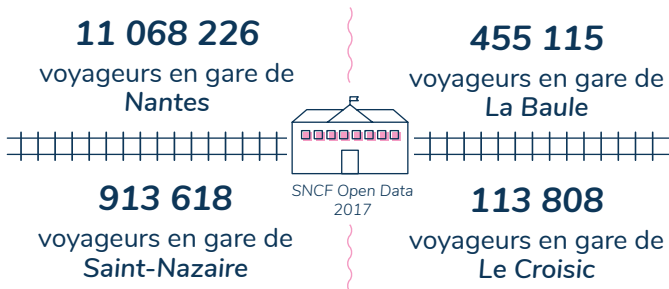 11 068 226
voyageurs en gare de
Nantes
455 115
voyageurs en gare de
La Baule
SNCF Open Data
2017
913 618
voyageurs en gare de
Saint-Nazaire
113 808
voyageurs en gare de
Le Croisic